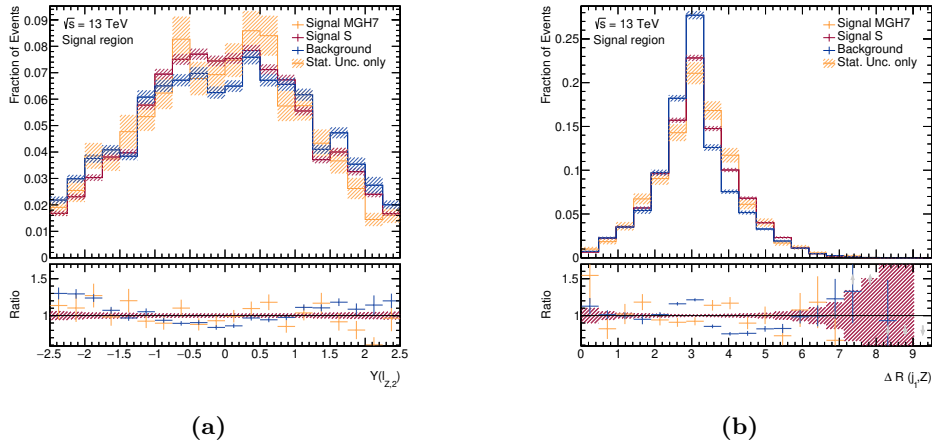 √s = 13 TeV
Signal region
Signal MGH7
Signal S
Background
Stat. Unc. only
Fraction of Events
0.09
0.08
0.07
0.06
0.05
0.04
0.03
0.02
0.01
0
Ratio
1.5
1
−2.5 −2 −1.5 −1 −0.5 0 0.5 1 1.5 2 2.5
Y(l_{Z,2})
(a)
√s = 13 TeV
Signal region
Signal MGH7
Signal S
Background
Stat. Unc. only
Fraction of Events
0.25
0.2
0.15
0.1
0.05
0
Ratio
1.5
1
0 1 2 3 4 5 6 7 8 9
Δ R (j_1,Z)
(b)